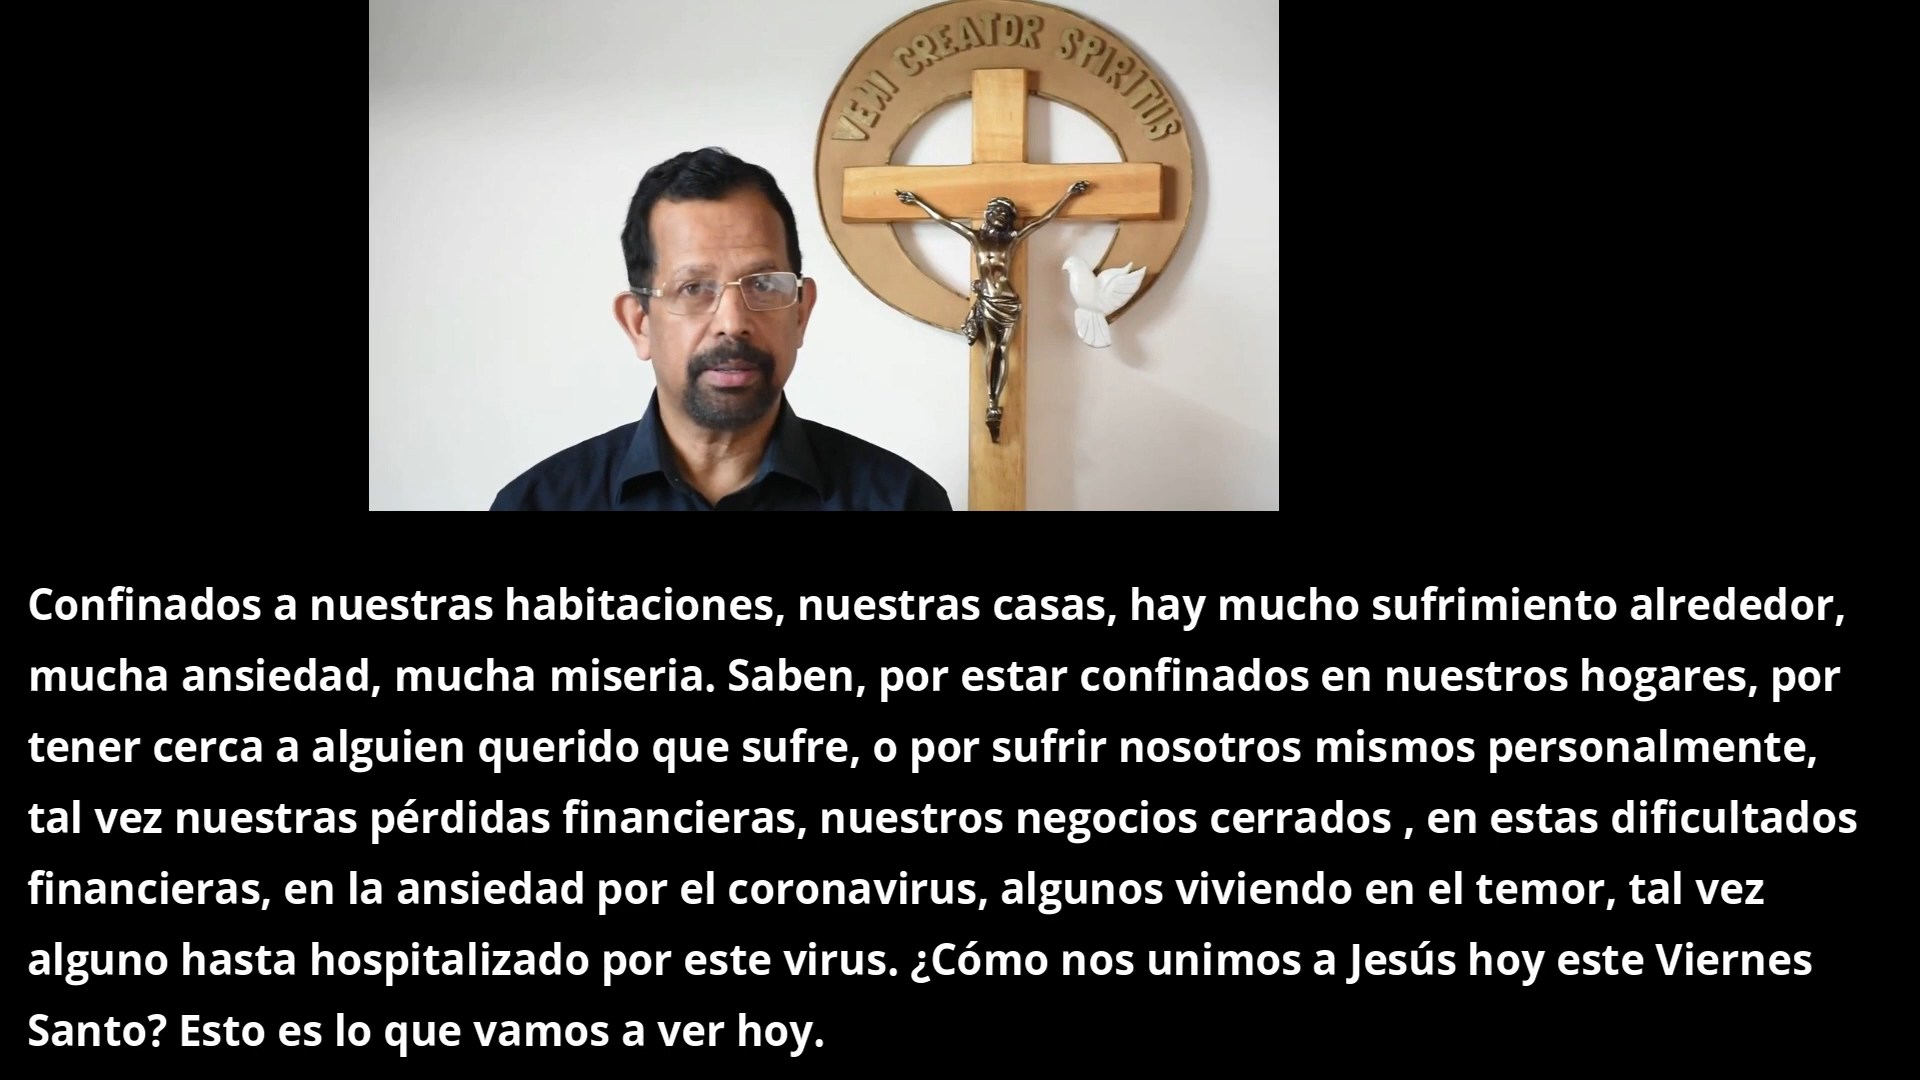 VENI CREATOR SPIRITUS
Confinados a nuestras habitaciones, nuestras casas, hay mucho sufrimiento alrededor,
mucha ansiedad, mucha miseria. Saben, por estar confinados en nuestros hogares, por
tener cerca a alguien querido que sufre, o por sufrir nosotros mismos personalmente,
tal vez nuestras pérdidas financieras, nuestros negocios cerrados , en estas dificultados
financieras, en la ansiedad por el coronavirus, algunos viviendo en el temor, tal vez
alguno hasta hospitalizado por este virus. ¿Cómo nos unimos a Jesús hoy este Viernes
Santo? Esto es lo que vamos a ver hoy.